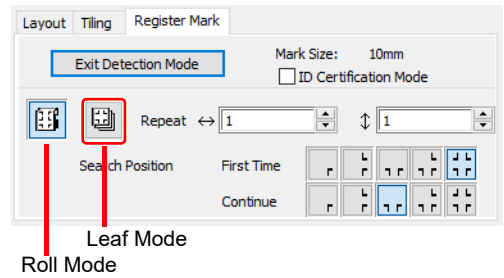 Layout Tiling Register Mark
Exit Detection Mode Mark Size: 10mm
ID Certification Mode
Repeat ↔ 1 ↕ 1
Search Position First Time
Continue
Leaf Mode
Roll Mode